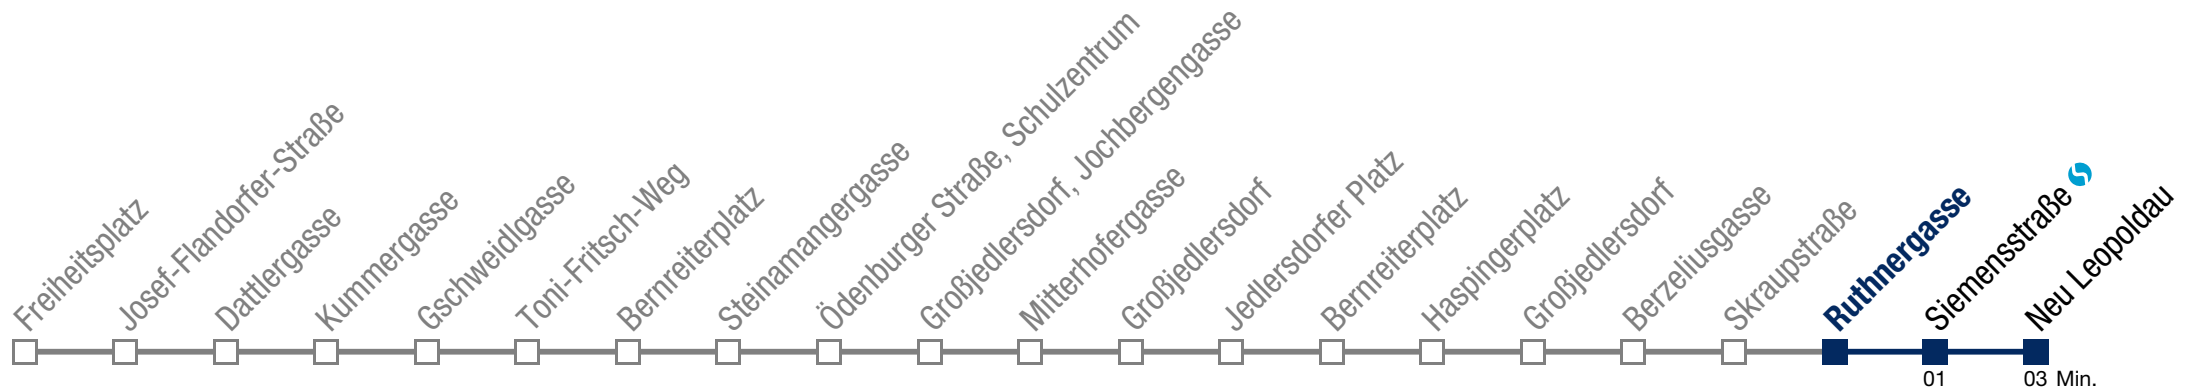 Freiheitsplatz
Josef-Flandorfer-Straße
Dattlergasse
Kummergasse
Gschweidlgasse
Toni-Fritsch-Weg
Bernreiterplatz
Steinamangergasse
Ödenburger Straße, Schulzentrum
Großjedlersdorf, Jochbergengasse
Mitterhofergasse
Großjedlersdorf
Jedlersdorfer Platz
Bernreiterplatz
Haspingerplatz
Großjedlersdorf
Berzeliusgasse
Skraupstraße
Ruthnergasse
Siemensstraße
Neu Leopoldau
01
03 Min.